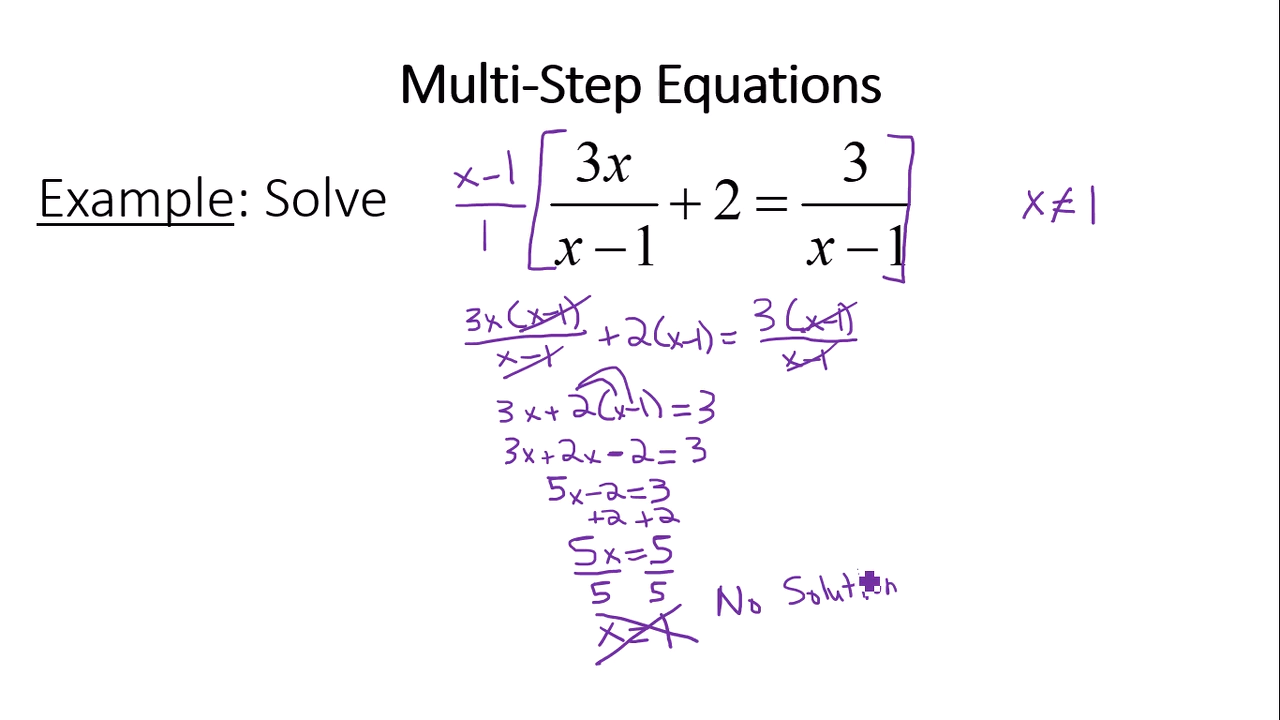 Multi-Step Equations
Example: Solve x-1/1 [3x/x − 1 + 2 = 3/x − 1] x ≠ 1
3x(x-1)/x-1 + 2(x-1) = 3(x-1)/x-1
3x + 2(x-1) = 3
3x + 2x - 2 = 3
5x - 2 = 3
+2 +2
5x/5 = 5/5
x = 1 No Solution